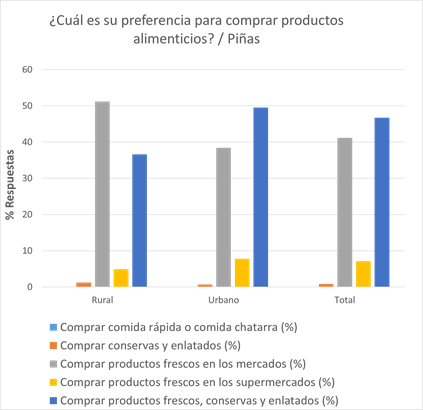 ¿Cuál es su preferencia para comprar productos
alimenticios? / Piñas
60
50
40
30
20
10
0
% Respuestas
Rural
Urbano
Total
Comprar comida rápida o comida chatarra (%)
Comprar conservas y enlatados (%)
Comprar productos frescos en los mercados (%)
Comprar productos frescos en los supermercados (%)
Comprar productos frescos, conservas y enlatados (%)